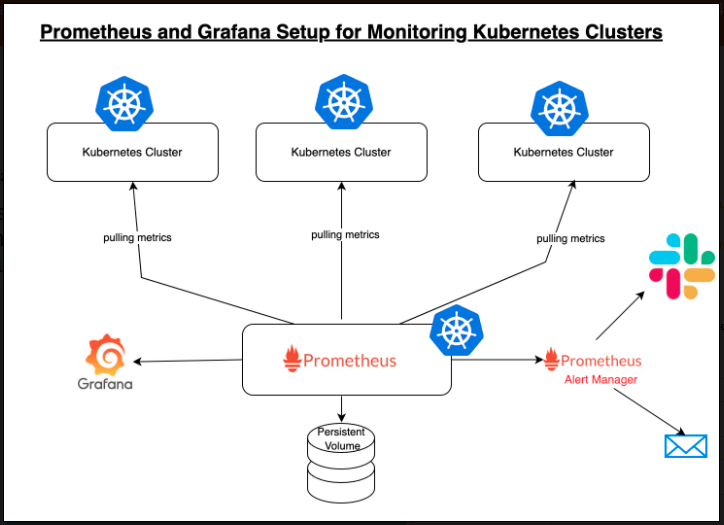 Prometheus and Grafana Setup for Monitoring Kubernetes Clusters
Kubernetes Cluster
Kubernetes Cluster
Kubernetes Cluster
pulling metrics
pulling metrics
pulling metrics
Prometheus
Grafana
Prometheus
Alert Manager
Persistent
Volume